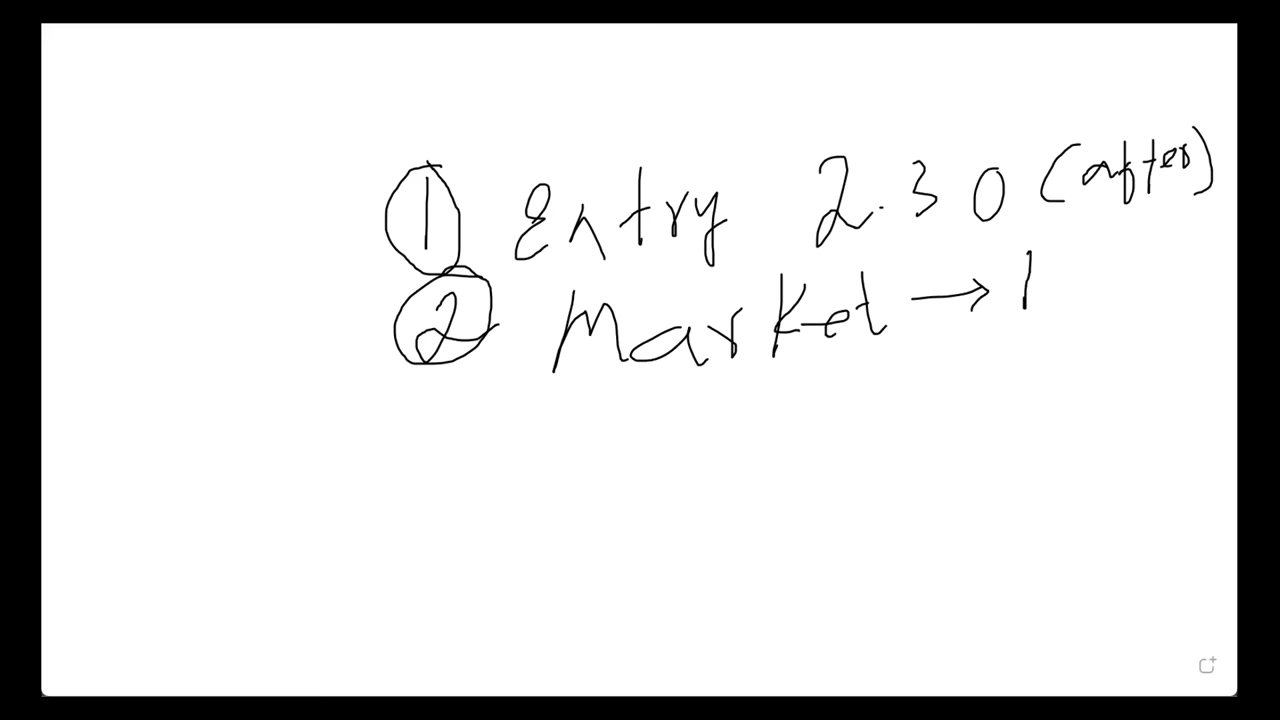 ① Entry 2.30 (after)
② Market → 1